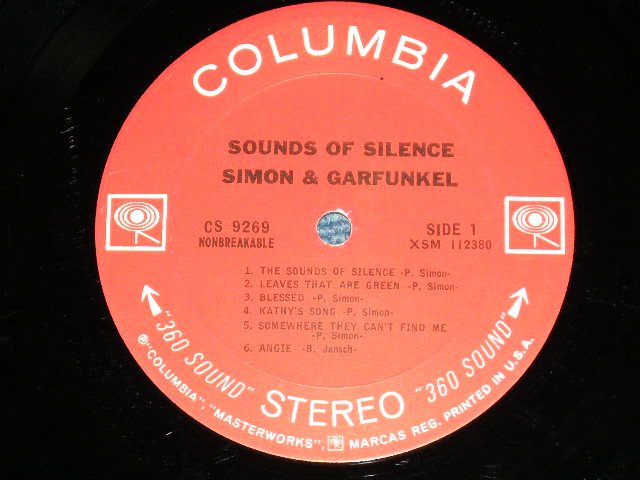 COLUMBIA
SOUNDS OF SILENCE
SIMON & GARFUNKEL
CS 9269
NONBREAKABLE
SIDE 1
XSM 112380
1. THE SOUNDS OF SILENCE -P. Simon-
2. LEAVES THAT ARE GREEN -P. Simon-
3. BLESSED -P. Simon-
4. KATHY'S SONG -P. Simon-
5. SOMEWHERE THEY CAN'T FIND ME
-P. Simon-
6. ANGIE -B. Jansch-
"360 SOUND" STEREO "360 SOUND"
® "COLUMBIA", "MASTERWORKS", MARCAS REG. PRINTED IN U.S.A.